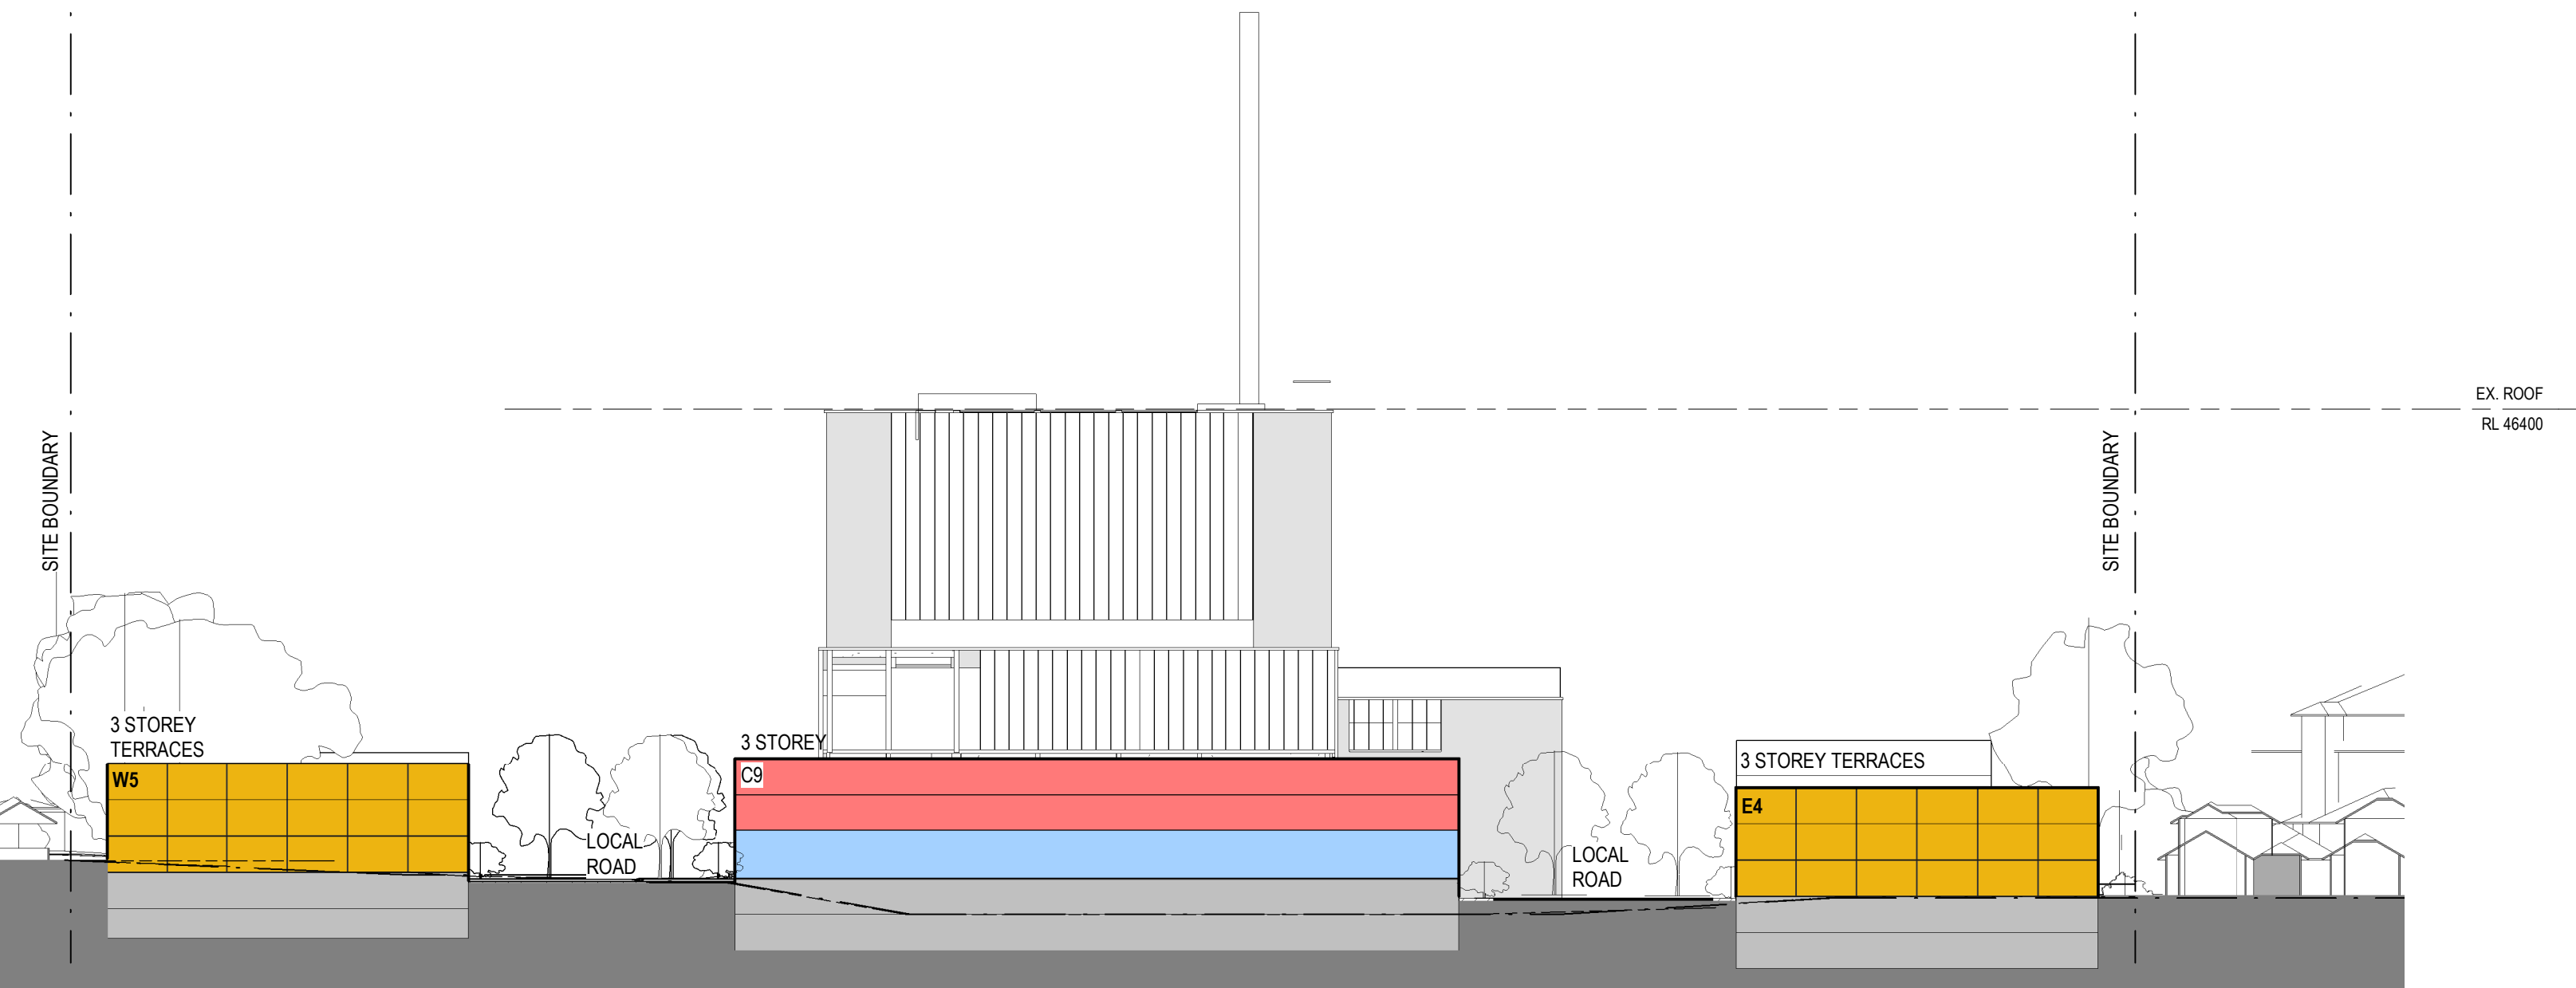 EX. ROOF
RL 46400
SITE BOUNDARY
SITE BOUNDARY
3 STOREY
TERRACES
W5
LOCAL
ROAD
3 STOREY
C9
LOCAL
ROAD
3 STOREY TERRACES
E4